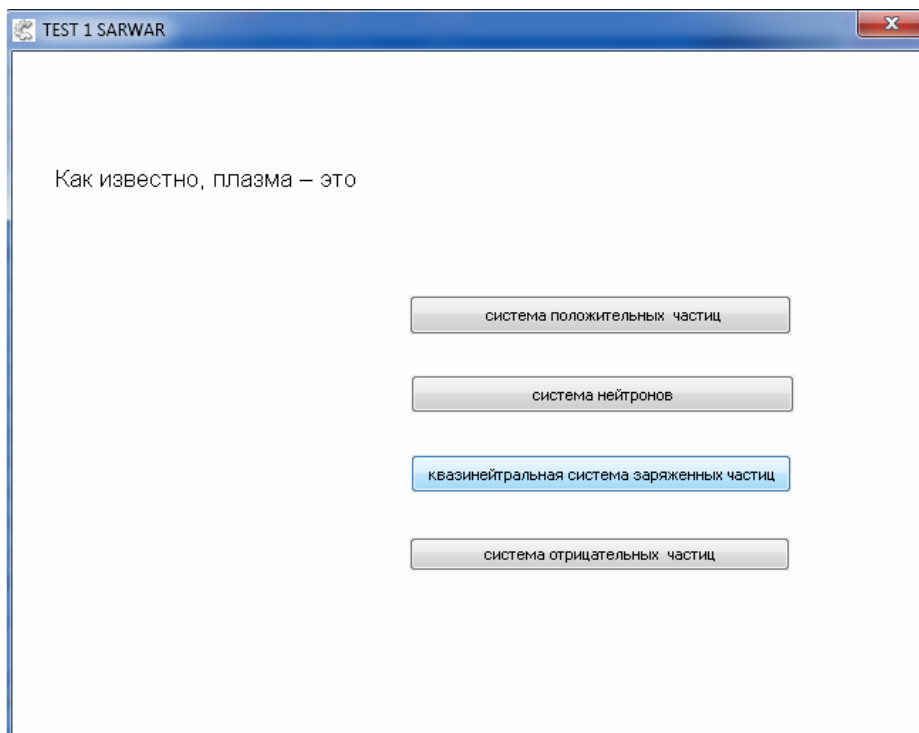 TEST 1 SARWAR
Как известно, плазма – это
система положительных частиц
система нейтронов
квазинейтральная система заряженных частиц
система отрицательных частиц